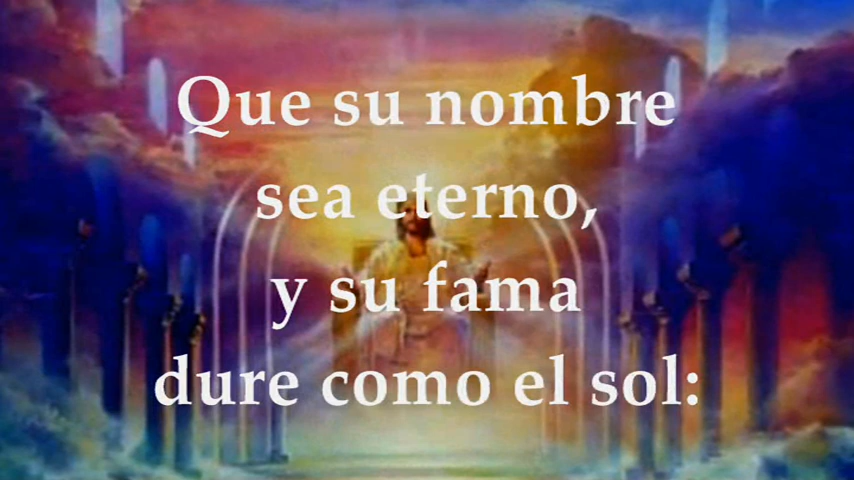 Que su nombre
sea eterno,
y su fama
dure como el sol: